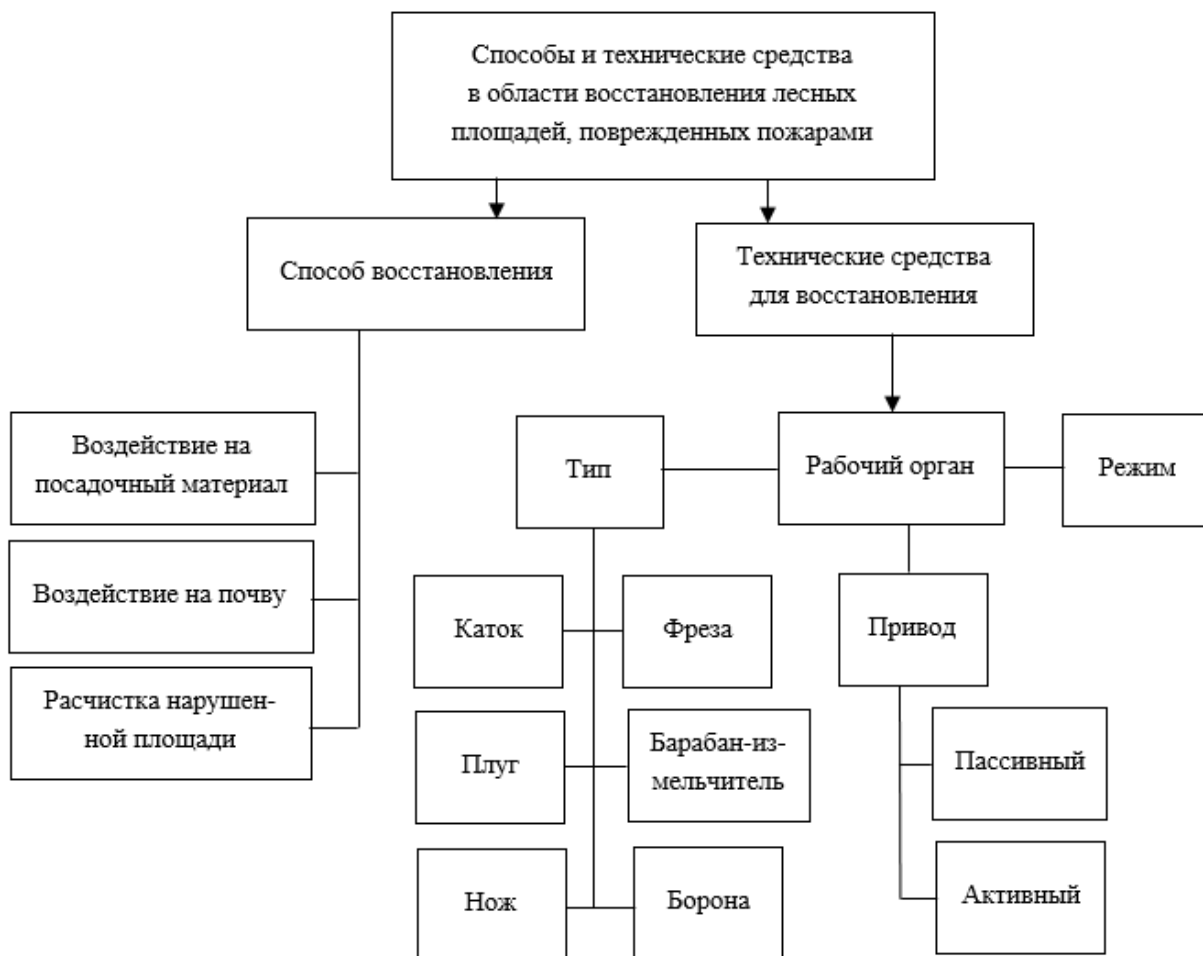 Способы и технические средства
в области восстановления лесных
площадей, поврежденных пожарами
Способ восстановления
Технические средства
для восстановления
Воздействие на
посадочный материал
Воздействие на почву
Расчистка нарушен-
ной площади
Тип
Рабочий орган
Режим
Каток
Фреза
Привод
Плуг
Барабан-из-
мельчитель
Пассивный
Нож
Борона
Активный